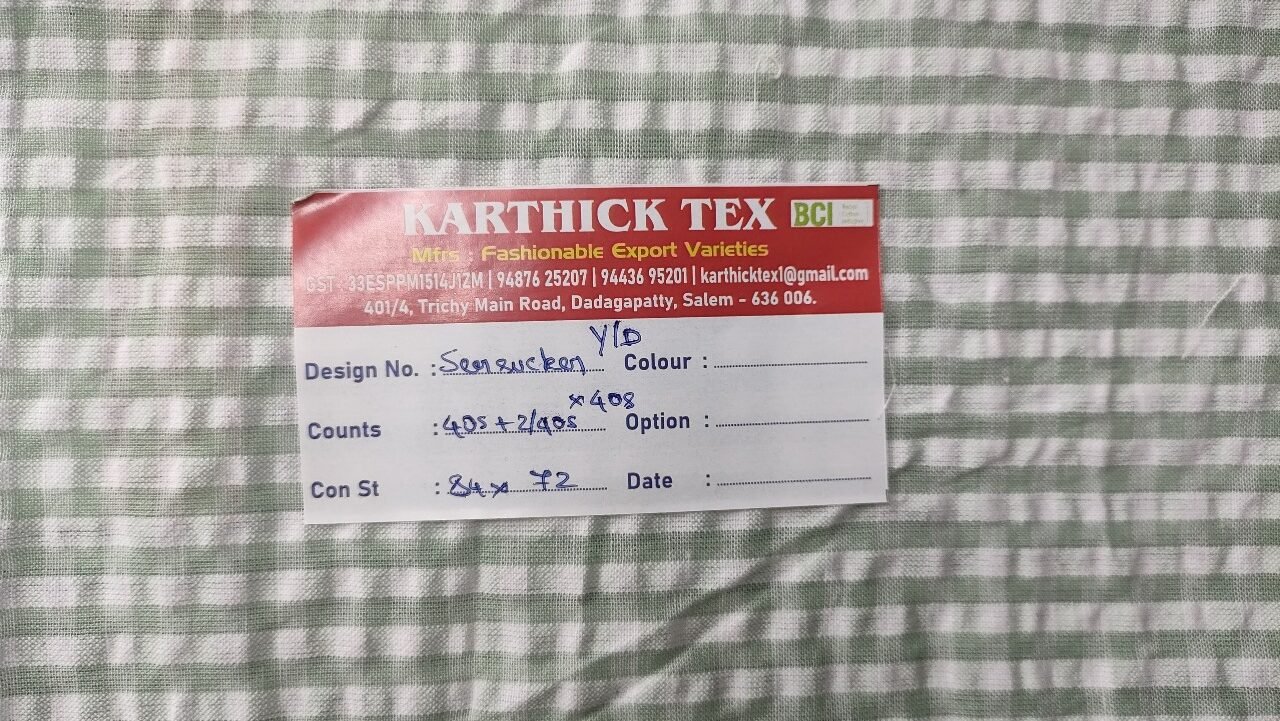 KARTHICK TEX BCI
Mfrs : Fashionable Export Varieties
GST - 33ESPPM1514J1ZM | 94876 25207 | 94436 95201 | karthicktex1@gmail.com
401/4, Trichy Main Road, Dadagapatty, Salem - 636 006.
Y/D
Design No. : Seersucker Colour :
x 40s
Counts : 40s + 2/40s Option :
Con St : 84 x 72 Date :